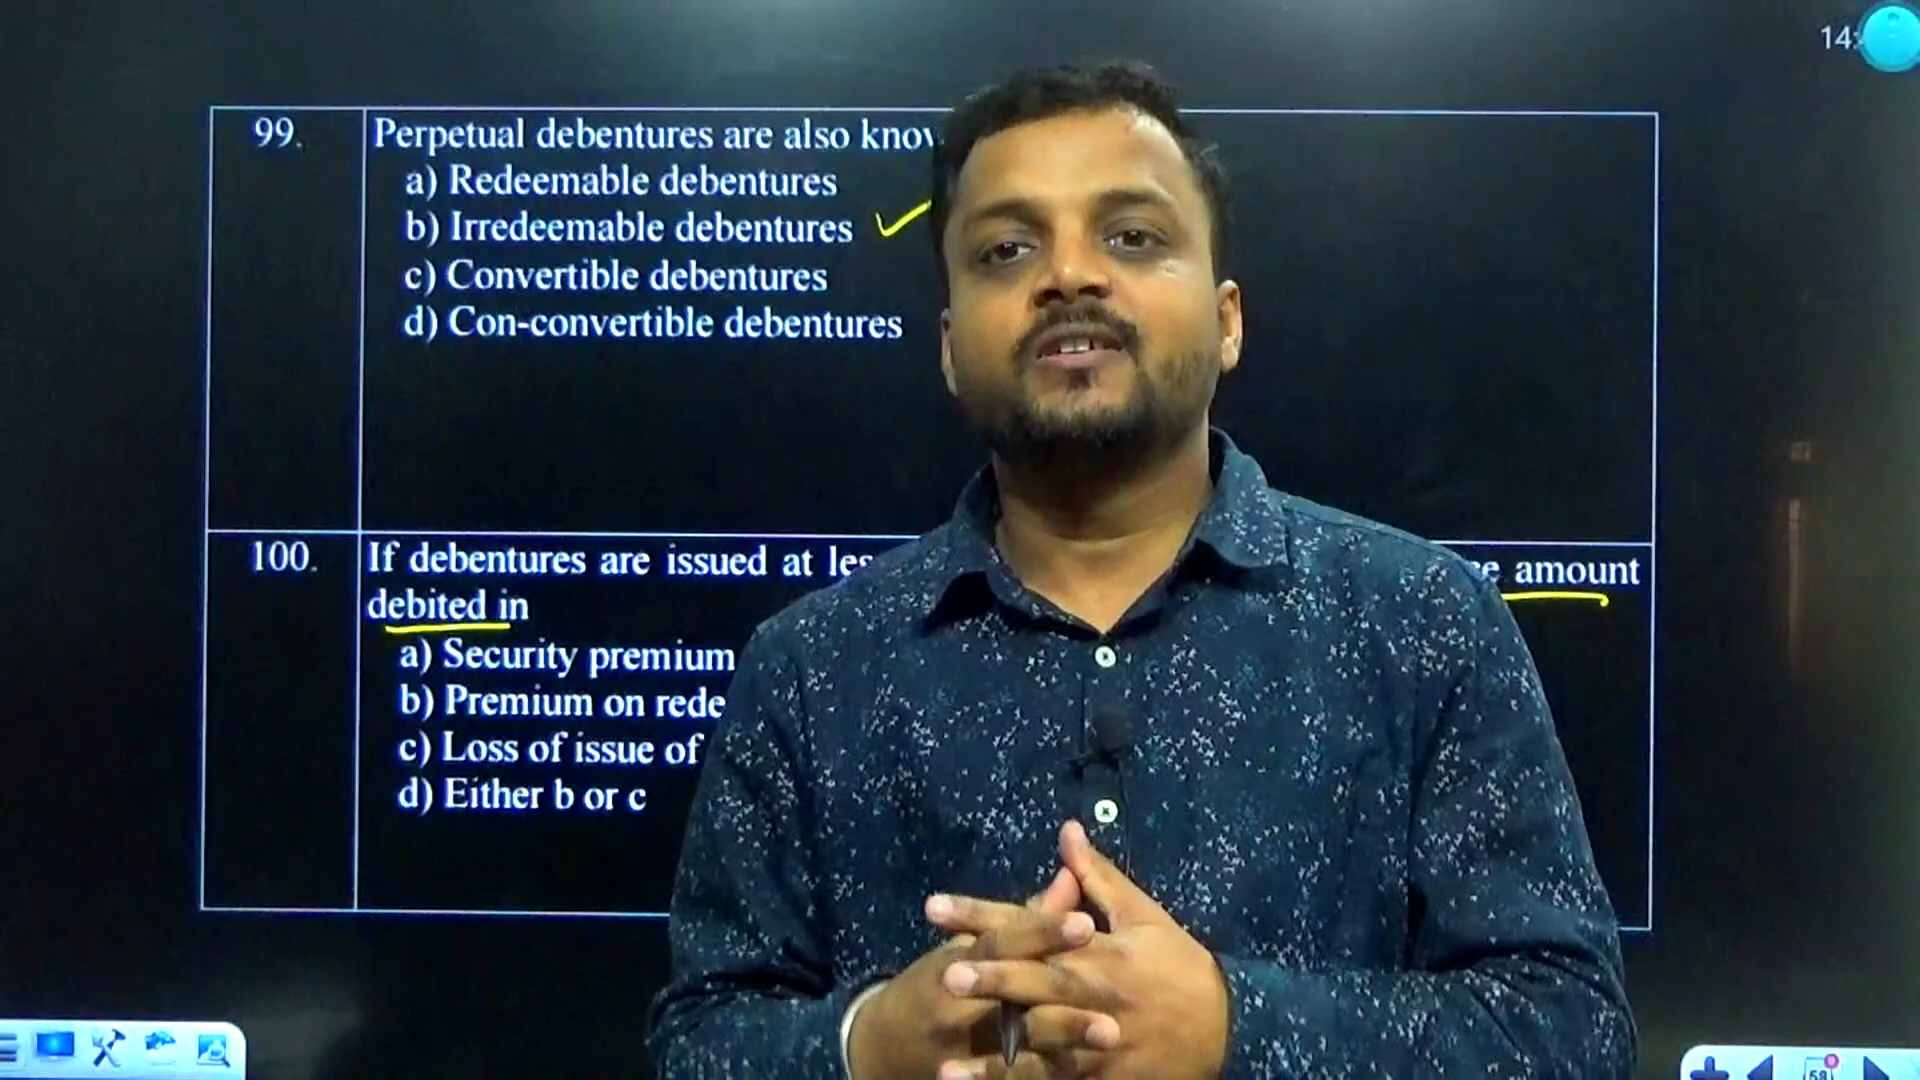 14:
99.
Perpetual debentures are also know
a) Redeemable debentures
b) Irredeemable debentures
c) Convertible debentures
d) Con-convertible debentures
100.
If debentures are issued at les amount
debited in
a) Security premium
b) Premium on rede
c) Loss of issue of
d) Either b or c
58